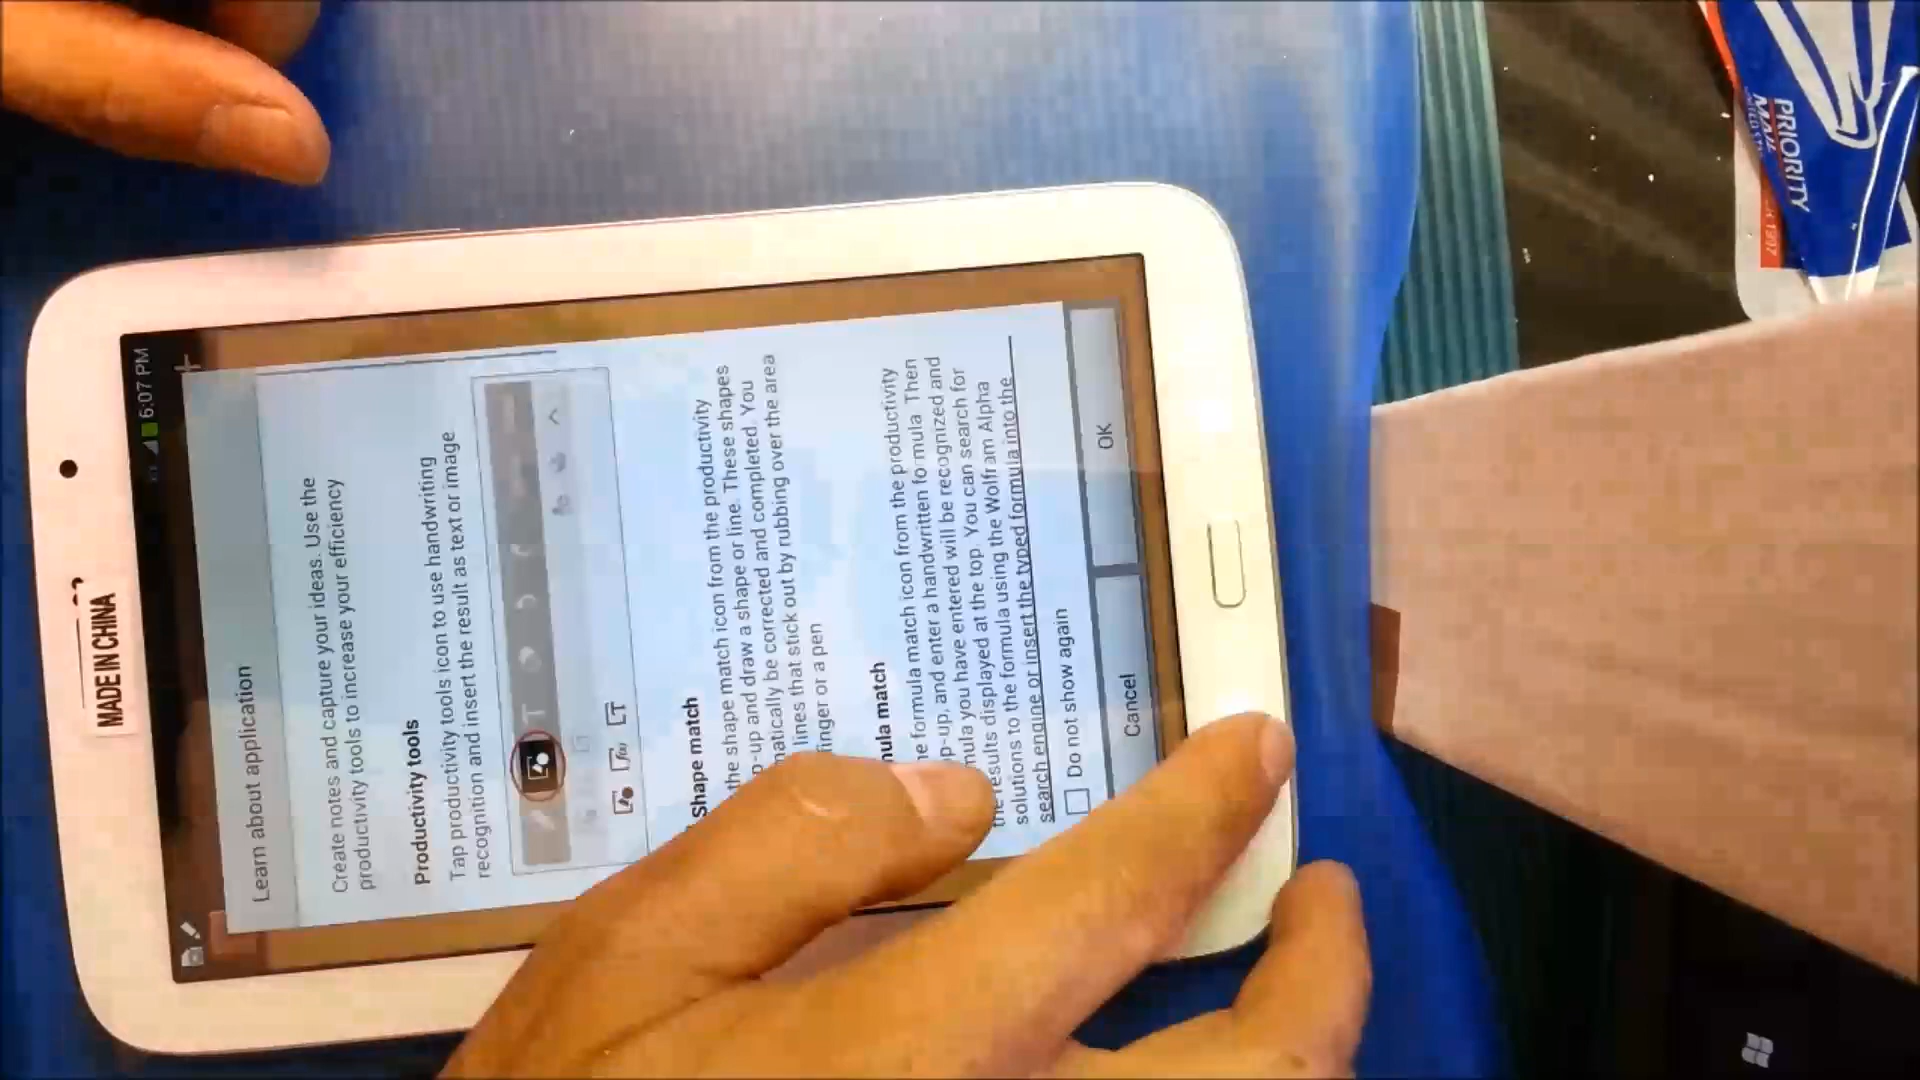 MADE IN CHINA
6:07 PM
Learn about application
Create notes and capture your ideas. Use the
productivity tools to increase your efficiency
Productivity tools
Tap productivity tools icon to use handwriting
recognition and insert the result as text or image
Shape match
the shape match icon from the productivity
and draw a shape or line. These shapes
be corrected and completed. You
lines that stick out by rubbing over the area
finger or a pen
match
formula match icon from the productivity
and enter a handwritten formula Then
you have entered will be recognized and
the results displayed at the top. You can search for
solutions to the formula using the Wolfram Alpha
search engine or insert the typed formula into the
Do not show again
Cancel
OK
PRIORITY
MAIL